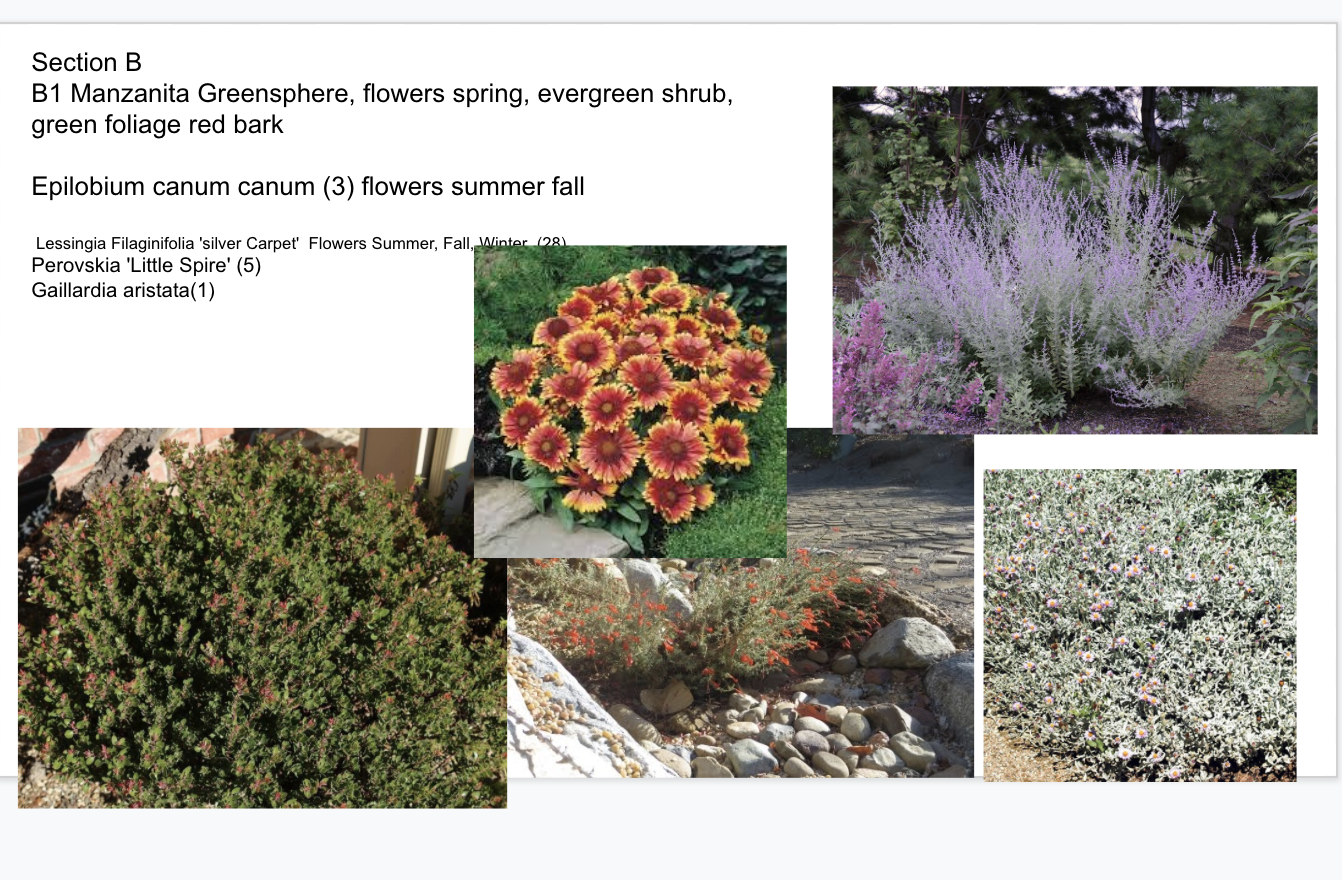 Section B
B1 Manzanita Greensphere, flowers spring, evergreen shrub,
green foliage red bark
Epilobium canum canum (3) flowers summer fall
Lessingia Filaginifolia 'silver Carpet'  Flowers Summer, Fall, Winter  (28)
Perovskia 'Little Spire' (5)
Gaillardia aristata(1)